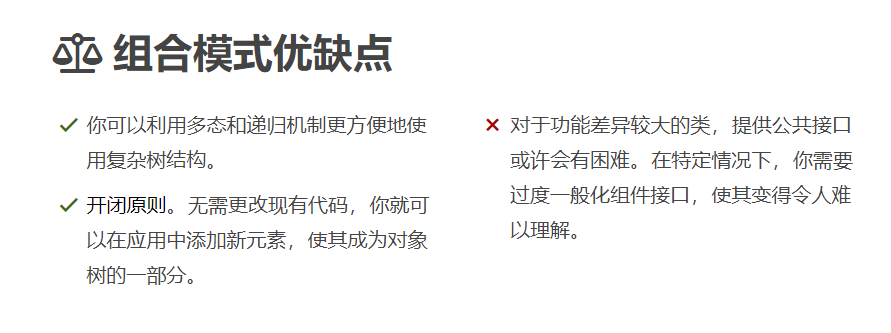 组合模式优缺点
你可以利用多态和递归机制更方便地使
用复杂树结构。
开闭原则。无需更改现有代码，你就可
以在应用中添加新元素，使其成为对象
树的一部分。
对于功能差异较大的类，提供公共接口
或许会有困难。在特定情况下，你需要
过度一般化组件接口，使其变得令人难
以理解。